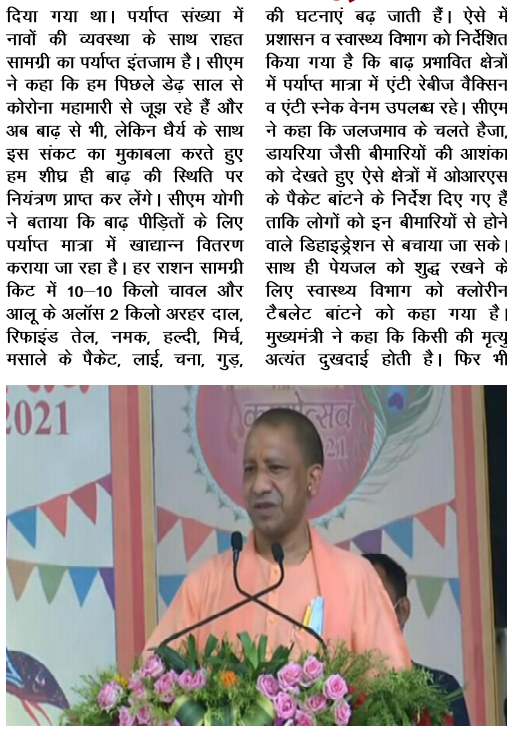 दिया गया था। पर्याप्त संख्या में
नावों की व्यवस्था के साथ राहत
सामग्री का पर्याप्त इंतजाम है। सीएम
ने कहा कि हम पिछले डेढ़ साल से
कोरोना महामारी से जूझ रहे हैं और
अब बाढ़ से भी, लेकिन धैर्य के साथ
इस संकट का मुकाबला करते हुए
हम शीघ्र ही बाढ़ की स्थिति पर
नियंत्रण प्राप्त कर लेंगे। सीएम योगी
ने बताया कि बाढ़ पीड़ितों के लिए
पर्याप्त मात्रा में खाद्यान्न वितरण
कराया जा रहा है। हर राशन सामग्री
किट में 10–10 किलो चावल और
आलू के अलॉस 2 किलो अरहर दाल,
रिफाइंड तेल, नमक, हल्दी, मिर्च,
मसाले के पैकेट, लाई, चना, गुड़,
की घटनाएं बढ़ जाती हैं। ऐसे में
प्रशासन व स्वास्थ्य विभाग को निर्देशित
किया गया है कि बाढ़ प्रभावित क्षेत्रों
में पर्याप्त मात्रा में एंटी रेबीज वैक्सिन
व एंटी स्नेक वेनम उपलब्ध रहे। सीएम
ने कहा कि जलजमाव के चलते हैजा,
डायरिया जैसी बीमारियों की आशंका
को देखते हुए ऐसे क्षेत्रों में ओआरएस
के पैकेट बांटने के निर्देश दिए गए हैं
ताकि लोगों को इन बीमारियों से होने
वाले डिहाइड्रेशन से बचाया जा सके।
साथ ही पेयजल को शुद्ध रखने के
लिए स्वास्थ्य विभाग को क्लोरीन
टैबलेट बांटने को कहा गया है।
मुख्यमंत्री ने कहा कि किसी की मृत्यु
अत्यंत दुखदाई होती है। फिर भी
2021